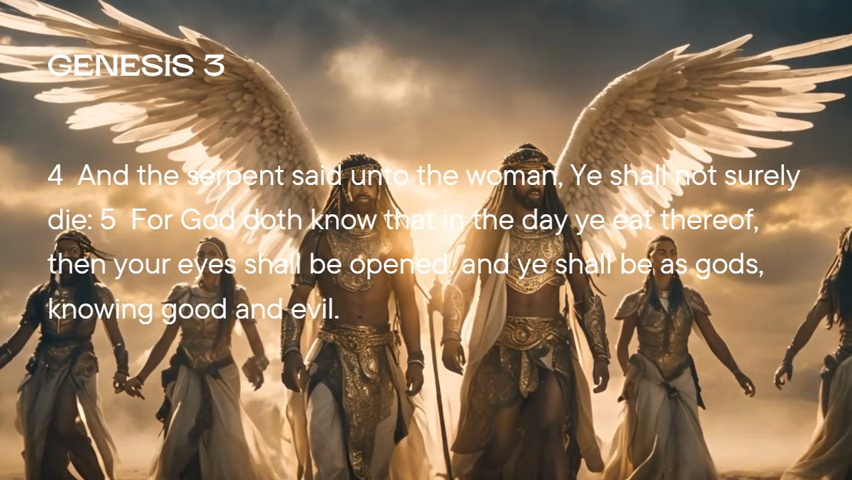 GENESIS 3
4 And the serpent said unto the woman, Ye shall not surely
die: 5 For God doth know that in the day ye eat thereof,
then your eyes shall be opened, and ye shall be as gods,
knowing good and evil.